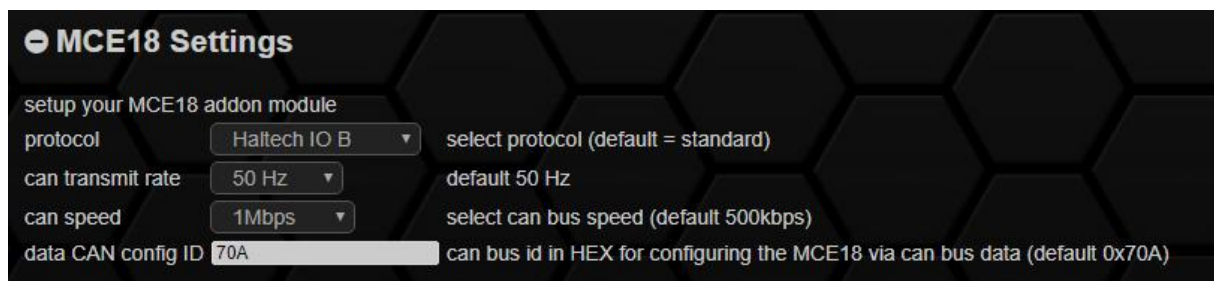 MCE18 Settings
setup your MCE18 addon module
protocol Haltech IO B select protocol (default = standard)
can transmit rate 50 Hz default 50 Hz
can speed 1Mbps select can bus speed (default 500kbps)
data CAN config ID 70A can bus id in HEX for configuring the MCE18 via can bus data (default 0x70A)